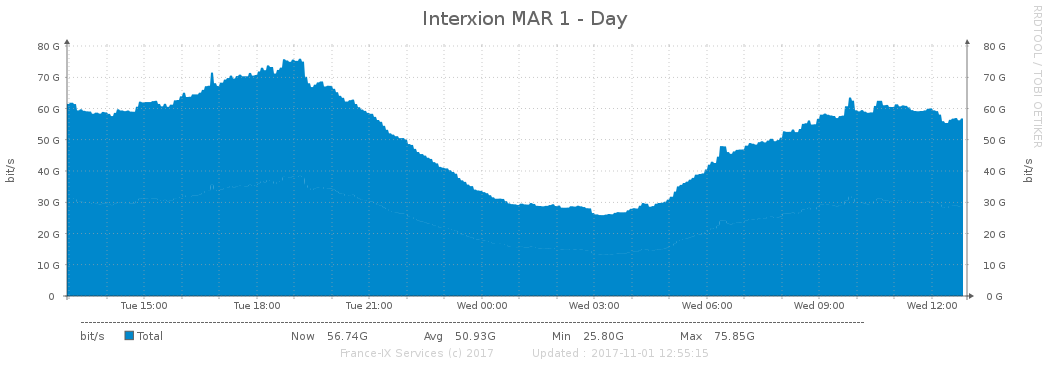 Interxion MAR 1 - Day
RRDTOOL / TOBI OETIKER
80 G 80 G
70 G 70 G
60 G 60 G
50 G 50 G
40 G 40 G
30 G 30 G
20 G 20 G
10 G 10 G
0 0 G
bit/s
bit/s
Tue 15:00 Tue 18:00 Tue 21:00 Wed 00:00 Wed 03:00 Wed 06:00 Wed 09:00 Wed 12:00
bit/s Total Now 56.74G Avg 50.93G Min 25.80G Max 75.85G
France-IX Services (c) 2017 Updated : 2017-11-01 12:55:15